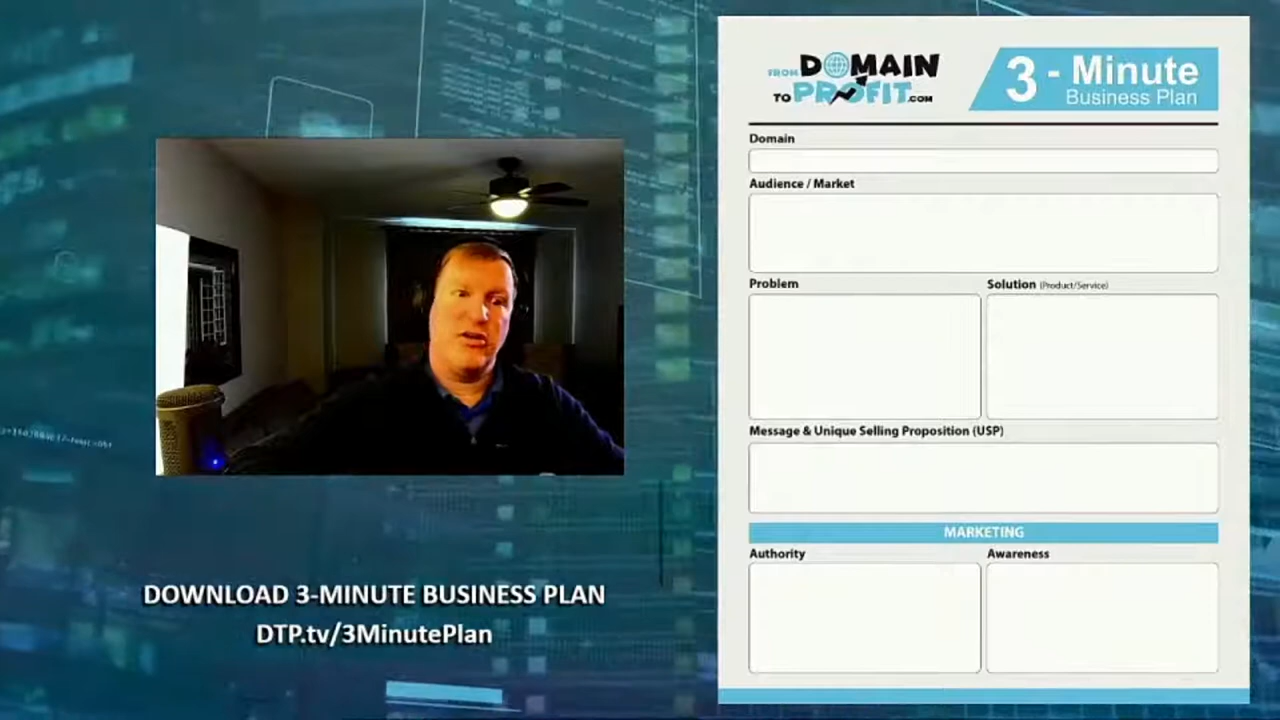 DOWNLOAD 3-MINUTE BUSINESS PLAN
DTP.tv/3MinutePlan
FROM DOMAIN
TO PROFIT.COM
3 - Minute
Business Plan
Domain
Audience / Market
Problem
Solution (Product/Service)
Message & Unique Selling Proposition (USP)
MARKETING
Authority
Awareness